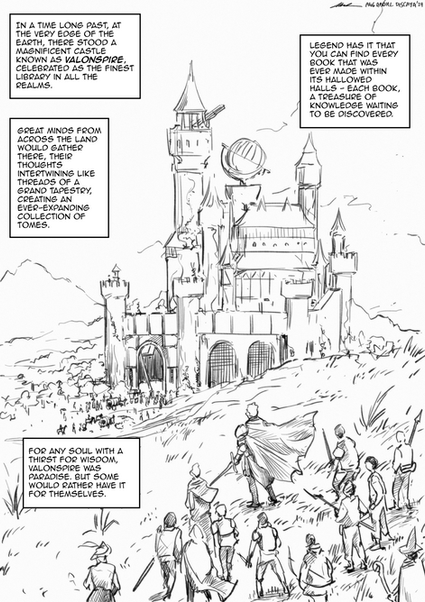 IN A TIME LONG PAST, AT
THE VERY EDGE OF THE
EARTH, THERE STOOD A
MAGNIFICENT CASTLE
KNOWN AS VALONSPIRE,
CELEBRATED AS THE FINEST
LIBRARY IN ALL THE
REALMS.
LEGEND HAS IT THAT
YOU CAN FIND EVERY
BOOK THAT WAS
EVER MADE WITHIN
ITS HALLOWED
HALLS - EACH BOOK,
A TREASURE OF
KNOWLEDGE WAITING
TO BE DISCOVERED.
GREAT MINDS FROM
ACROSS THE LAND
WOULD GATHER
THERE, THEIR
THOUGHTS
INTERTWINING LIKE
THREADS OF A
GRAND TAPESTRY,
CREATING AN
EVER-EXPANDING
COLLECTION OF
TOMES.
FOR ANY SOUL WITH A
THIRST FOR WISDOM,
VALONSPIRE WAS
PARADISE. BUT SOME
WOULD RATHER HAVE IT
FOR THEMSELVES.